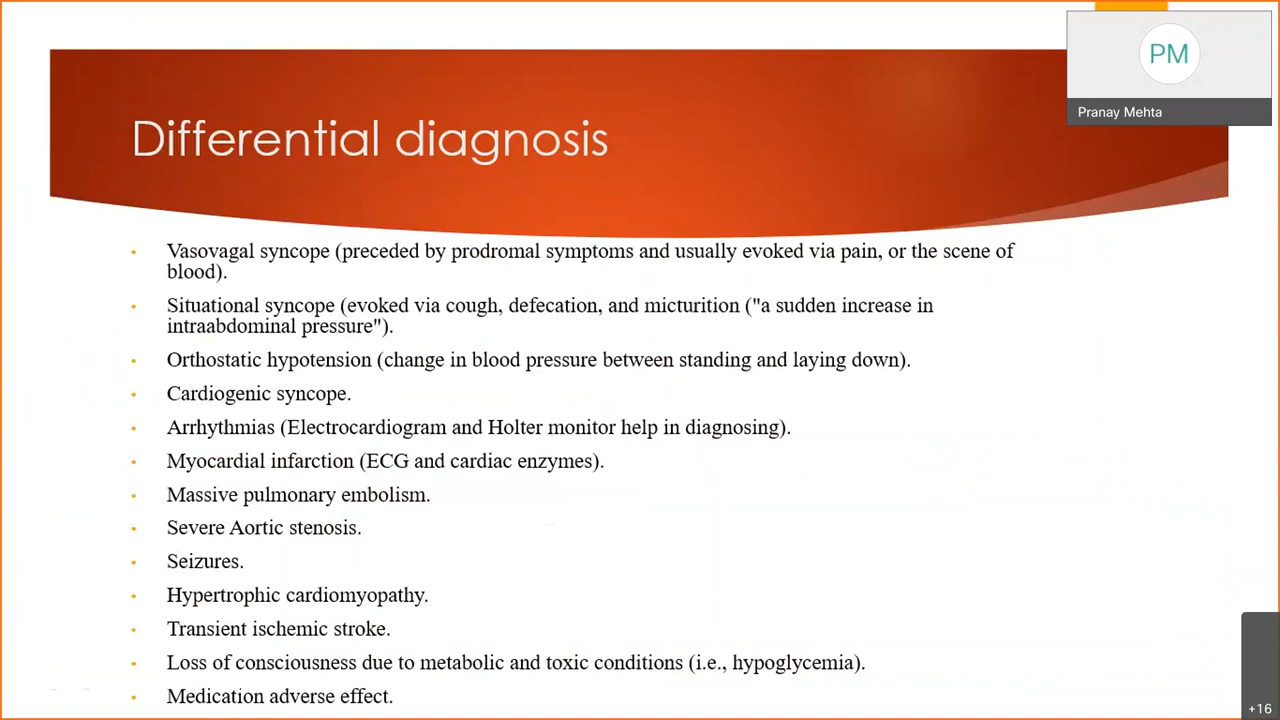 PM
Pranay Mehta
Differential diagnosis
• Vasovagal syncope (preceded by prodromal symptoms and usually evoked via pain, or the scene of
blood).
• Situational syncope (evoked via cough, defecation, and micturition ("a sudden increase in
intraabdominal pressure").
• Orthostatic hypotension (change in blood pressure between standing and laying down).
• Cardiogenic syncope.
• Arrhythmias (Electrocardiogram and Holter monitor help in diagnosing).
• Myocardial infarction (ECG and cardiac enzymes).
• Massive pulmonary embolism.
• Severe Aortic stenosis.
• Seizures.
• Hypertrophic cardiomyopathy.
• Transient ischemic stroke.
• Loss of consciousness due to metabolic and toxic conditions (i.e., hypoglycemia).
• Medication adverse effect.
+16